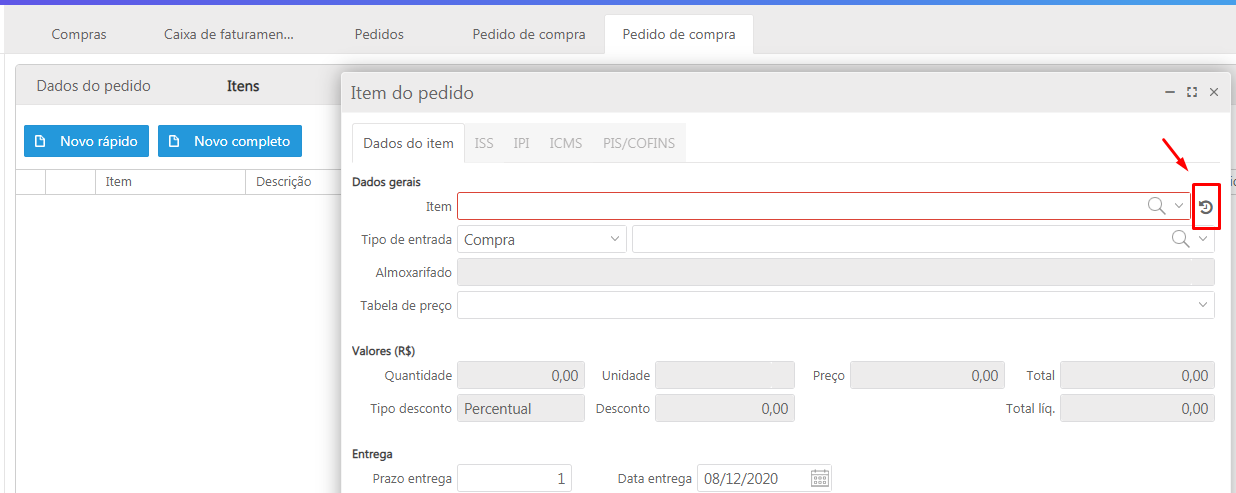 Compras Caixa de faturamen... Pedidos Pedido de compra Pedido de compra
Dados do pedido Itens
Item do pedido
Novo rápido Novo completo
Dados do item ISS IPI ICMS PIS/COFINS
Item Descrição
Dados gerais
Item
Tipo de entrada Compra
Almoxarifado
Tabela de preço
Valores (R$)
Quantidade 0,00 Unidade Preço 0,00 Total 0,00
Tipo desconto Percentual Desconto 0,00 Total líq. 0,00
Entrega
Prazo entrega 1 Data entrega 08/12/2020